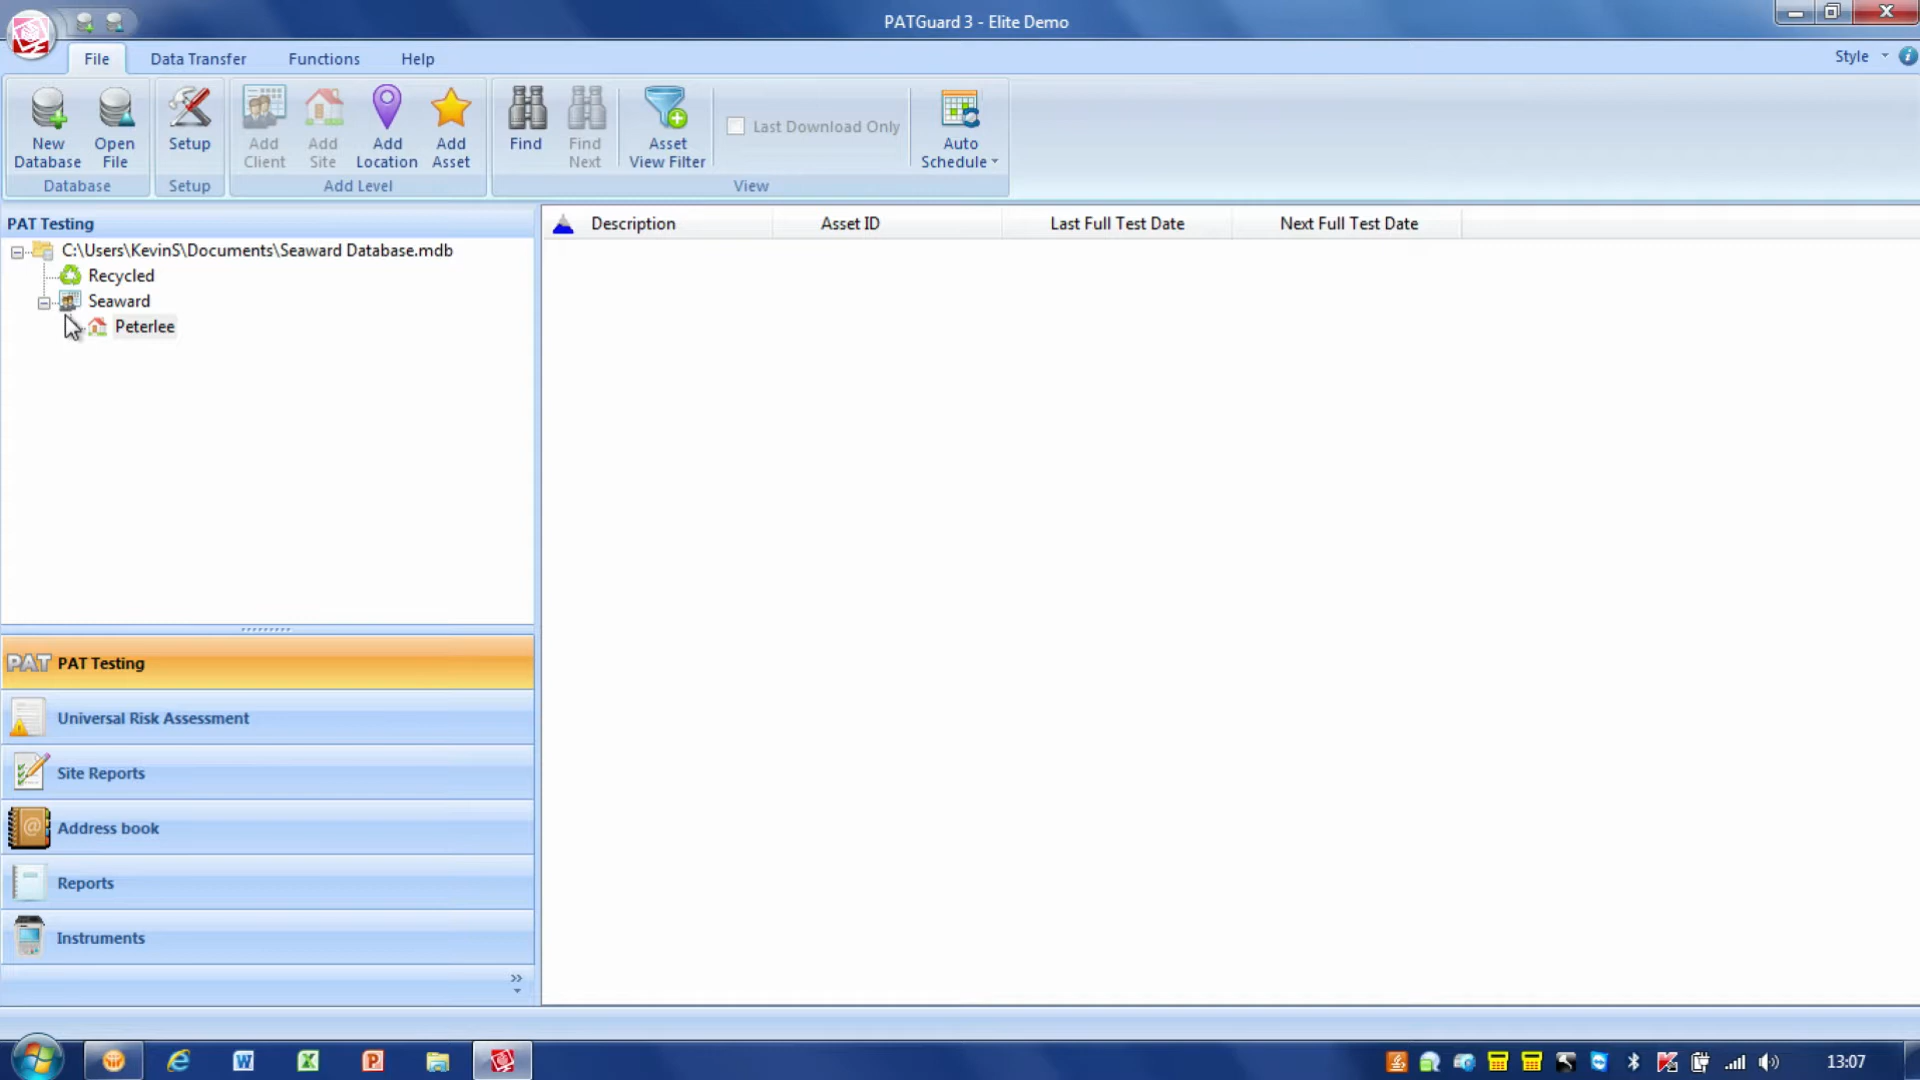 PATGuard 3 - Elite Demo
File Data Transfer Functions Help Style
New Database
Open File
Setup
Add Client
Add Site
Add Location
Add Asset
Find
Find Next
Asset View Filter
Last Download Only
Auto Schedule
Database Setup Add Level View
PAT Testing
Description Asset ID Last Full Test Date Next Full Test Date
C:\Users\KevinS\Documents\Seaward Database.mdb
Recycled
Seaward
Peterlee
PAT PAT Testing
Universal Risk Assessment
Site Reports
Address book
Reports
Instruments
13:07